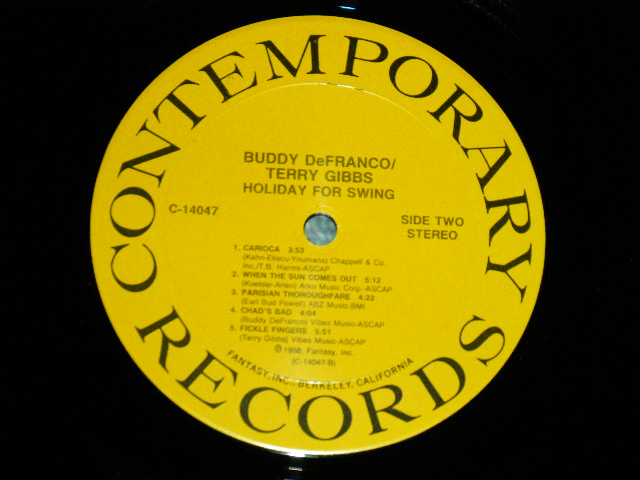 CONTEMPORARY RECORDS
BUDDY DeFRANCO/
TERRY GIBBS
HOLIDAY FOR SWING
C-14047
SIDE TWO
STEREO
1. CARIOCA 3:53
(Kahn-Eliscu-Youmans) Chappell & Co.,
Inc./T.B. Harms-ASCAP
2. WHEN THE SUN COMES OUT 5:12
(Koehler-Arlen) Arko Music Corp.-ASCAP
3. PARISIAN THOROUGHFARE 4:22
(Earl Bud Powell) ABZ Music-BMI
4. CHAD'S BAD 4:04
(Buddy DeFranco) Vibes Music-ASCAP
5. FICKLE FINGERS 5:51
(Terry Gibbs) Vibes Music-ASCAP
℗1988, Fantasy, Inc.
(C-14047-B)
FANTASY, INC. BERKELEY, CALIFORNIA